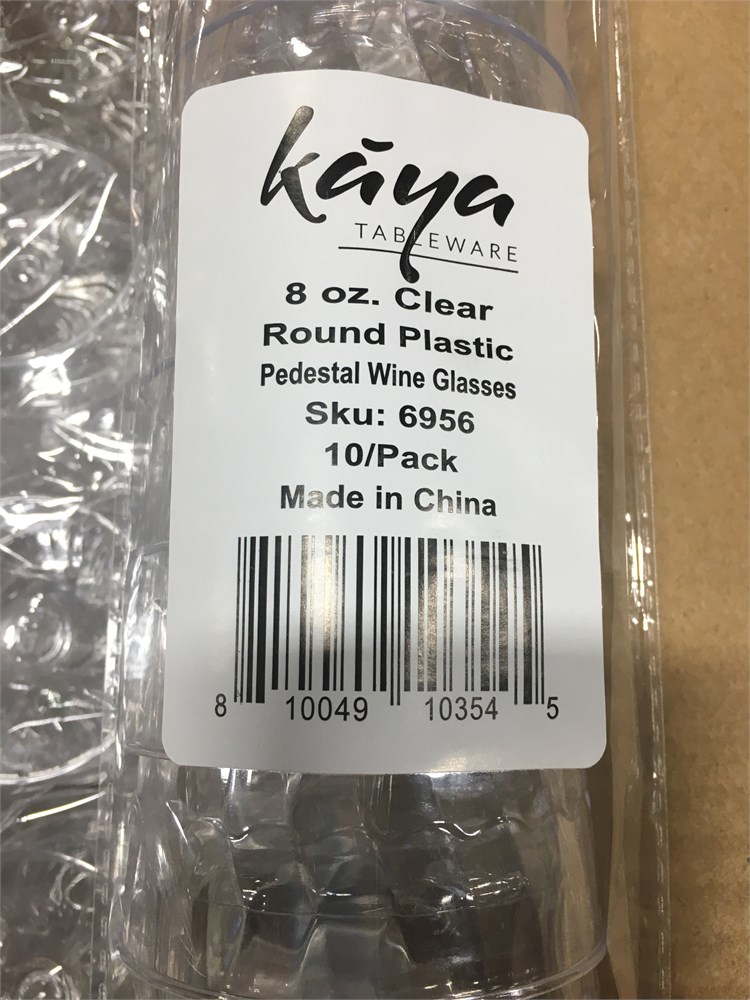 kāya
TABLEWARE
8 oz. Clear
Round Plastic
Pedestal Wine Glasses
Sku: 6956
10/Pack
Made in China
8 10049 10354 5